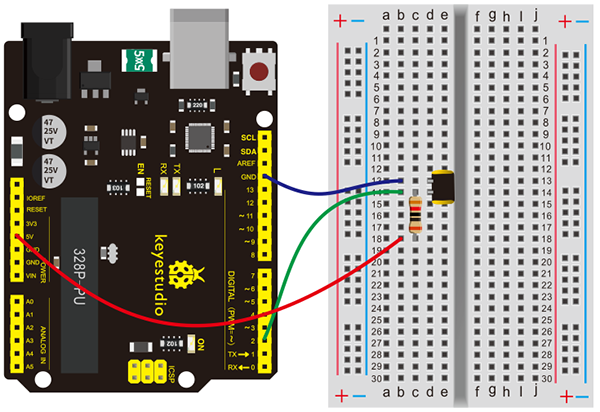 5x5
220
47
25V
VT
47
25V
VT
103
EN
RESET
RX
TX
102
L
SCL
SDA
AREF
GND
13
12
~ 11
~ 10
~ 9
8
7
~ 6
~ 5
4
~ 3
2
TX→ 1
RX← 0
DIGITAL (PWM=~)
IOREF
RESET
3V3
5V
GND
GND
VIN
POWER
A0
A1
A2
A3
A4
A5
ANALOG IN
328P-PU
keyestudio
102
ON
ICSP
+ −
a b c d e
f g h i j
+ −
1
2
3
4
5
6
7
8
9
10
11
12
13
14
15
16
17
18
19
20
21
22
23
24
25
26
27
28
29
30
1
2
3
4
5
6
7
8
9
10
11
12
13
14
15
16
17
18
19
20
21
22
23
24
25
26
27
28
29
30
+ −
a b c d e
f g h i j
+ −